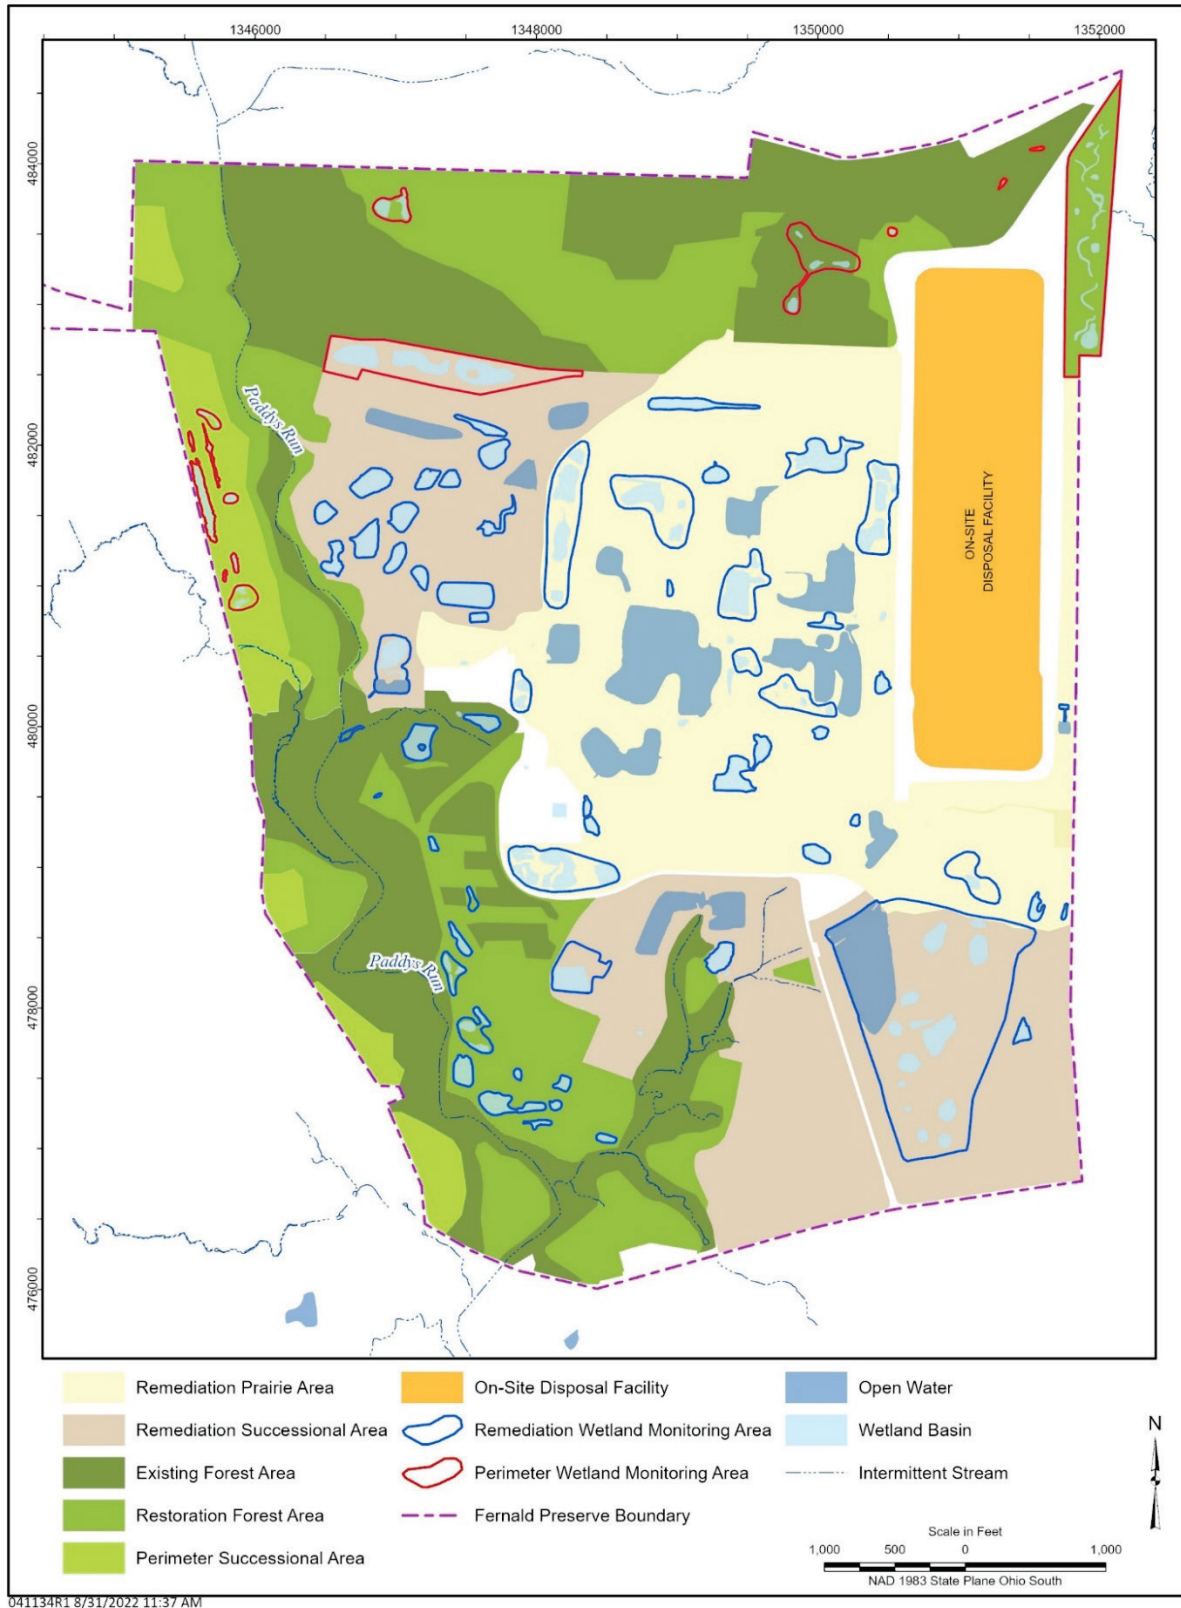 1346000
1348000
1350000
1352000
484000
482000
480000
478000
476000
Paddys Run
ON-SITE
DISPOSAL FACILITY
Paddys Run
Remediation Prairie Area
On-Site Disposal Facility
Open Water
Remediation Successional Area
Remediation Wetland Monitoring Area
Wetland Basin
Existing Forest Area
Perimeter Wetland Monitoring Area
Intermittent Stream
Restoration Forest Area
Fernald Preserve Boundary
Perimeter Successional Area
N
Scale in Feet
1,000 500 0 1,000
NAD 1983 State Plane Ohio South
041134R1 8/31/2022 11:37 AM